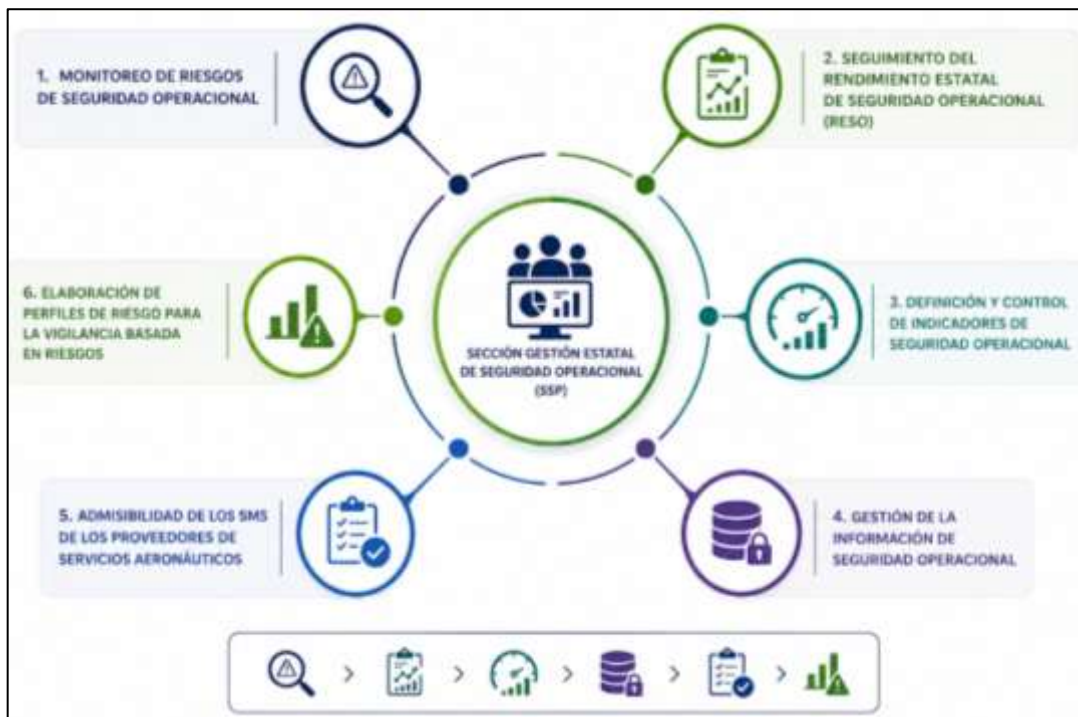 1. MONITOREO DE RIESGOS
DE SEGURIDAD OPERACIONAL
2. SEGUIMIENTO DEL
RENDIMIENTO ESTATAL
DE SEGURIDAD OPERACIONAL
(RESO)
SECCIÓN GESTIÓN ESTATAL
DE SEGURIDAD OPERACIONAL
(SSP)
3. DEFINICIÓN Y CONTROL
DE INDICADORES DE
SEGURIDAD OPERACIONAL
4. GESTIÓN DE LA
INFORMACIÓN DE
SEGURIDAD OPERACIONAL
5. ADMISIBILIDAD DE LOS SMS
DE LOS PROVEEDORES DE
SERVICIOS AERONÁUTICOS
6. ELABORACIÓN DE
PERFILES DE RIESGO PARA
LA VIGILANCIA BASADA
EN RIESGOS